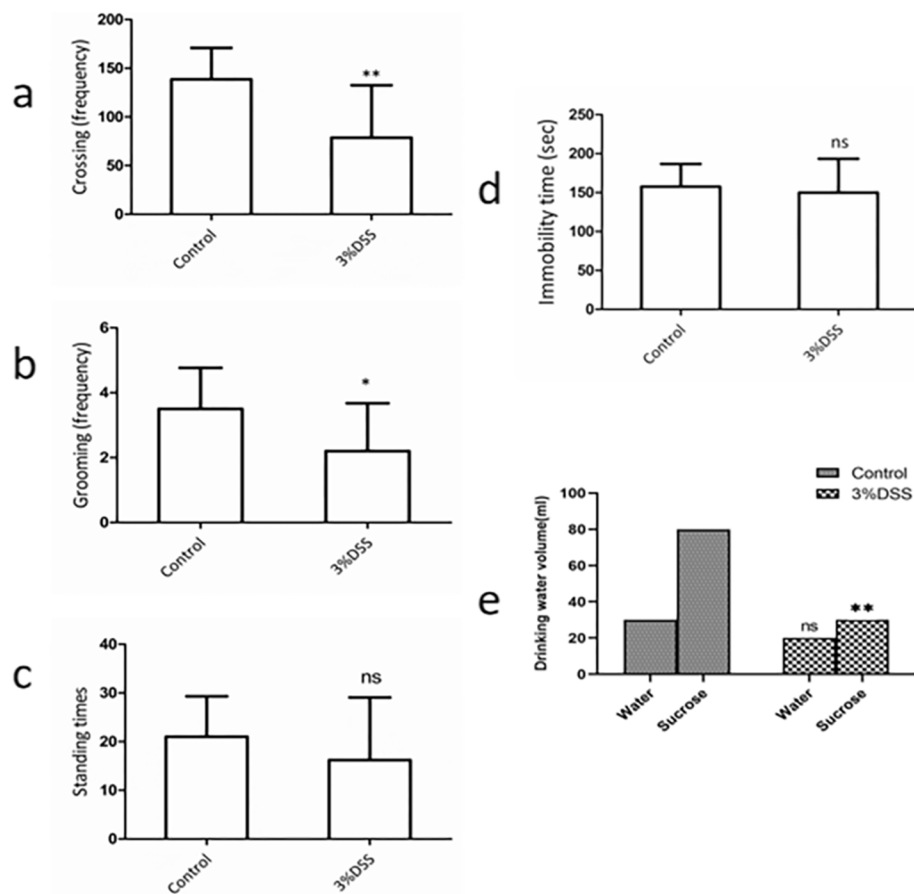 a
Crossing (frequency)
200
150
100
50
0
**
Control
3%DSS
b
Grooming (frequency)
6
4
2
0
*
Control
3%DSS
c
Standing times
40
30
20
10
0
ns
Control
3%DSS
d
Immobility time (sec)
250
200
150
100
50
0
ns
Control
3%DSS
e
Control
3%DSS
Drinking water volume(ml)
100
80
60
40
20
0
ns
**
Water
Sucrose
Water
Sucrose